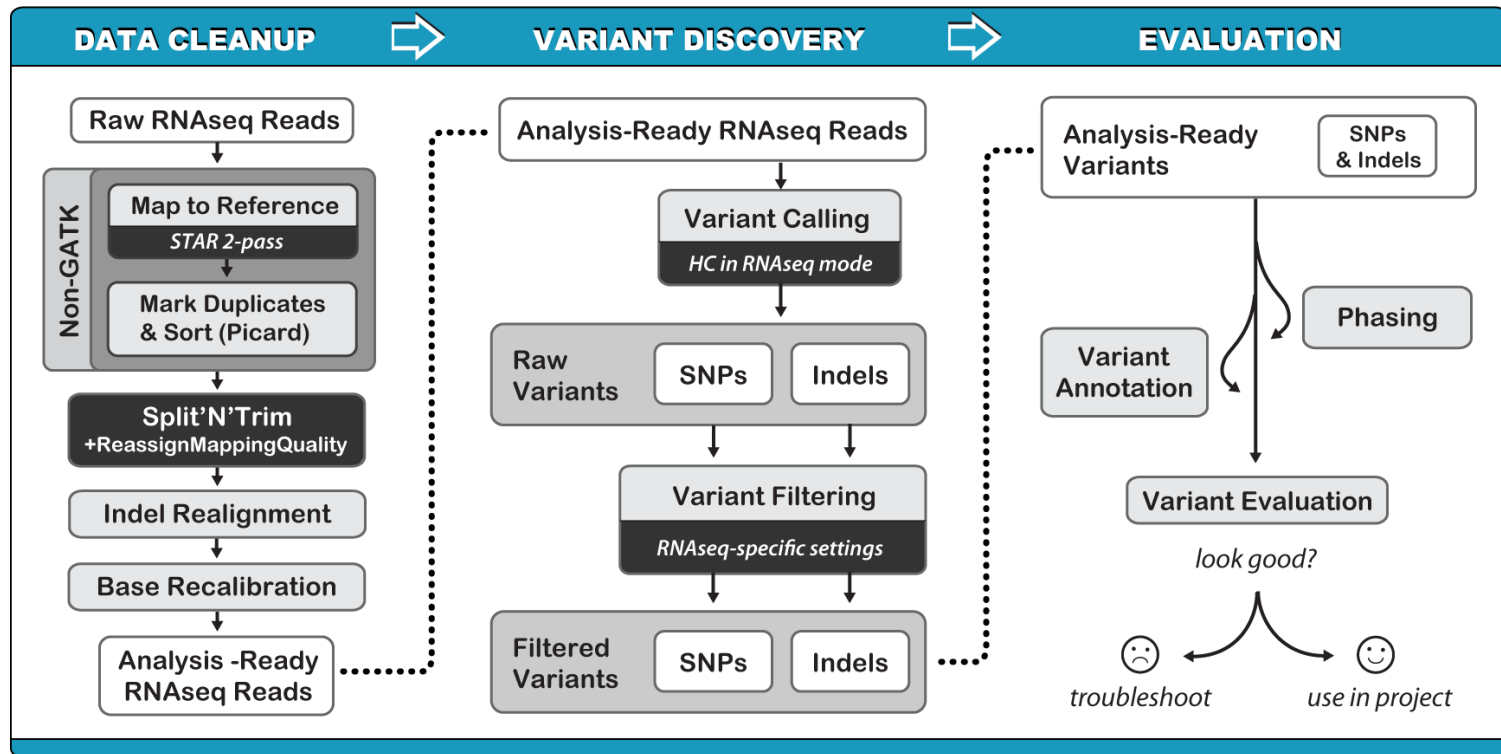 DATA CLEANUP
VARIANT DISCOVERY
EVALUATION
Raw RNAseq Reads
Non-GATK
Map to Reference
STAR 2-pass
Mark Duplicates
& Sort (Picard)
Split'N'Trim
+ReassignMappingQuality
Indel Realignment
Base Recalibration
Analysis -Ready
RNAseq Reads
Analysis-Ready RNAseq Reads
Variant Calling
HC in RNAseq mode
Raw
Variants
SNPs
Indels
Variant Filtering
RNAseq-specific settings
Filtered
Variants
SNPs
Indels
Analysis-Ready
Variants
SNPs
& Indels
Phasing
Variant
Annotation
Variant Evaluation
look good?
troubleshoot
use in project